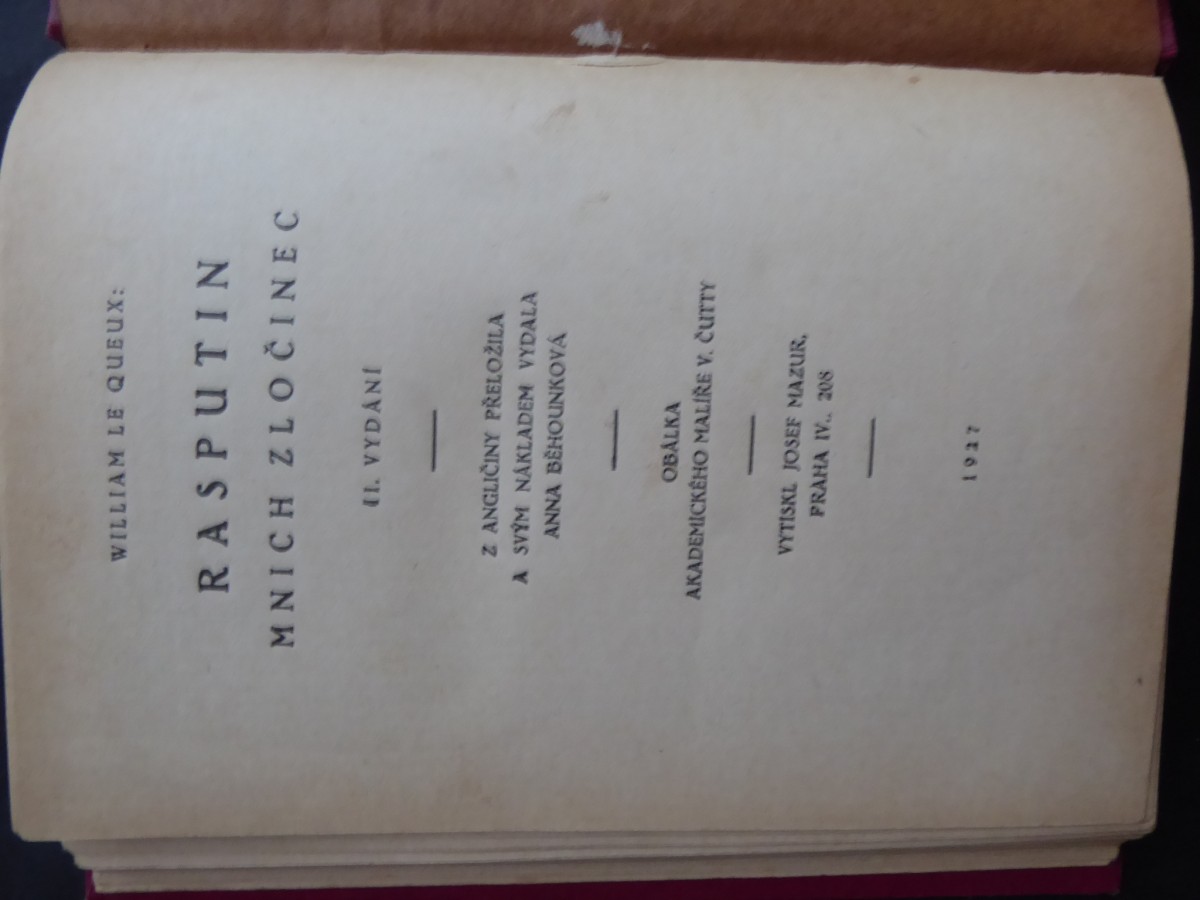 WILLIAM LE QUEUX:
RASPUTIN
MNICH ZLOČINEC
II. VYDÁNÍ
Z ANGLIČINY PŘELOŽILA
A SVÝM NÁKLADEM VYDALA
ANNA BĚHOUNKOVÁ
OBÁLKA
AKADEMICKÉHO MALÍŘE V. ČUTTY
VYTISKL JOSEF MAZUR,
PRAHA IV., 208
1927